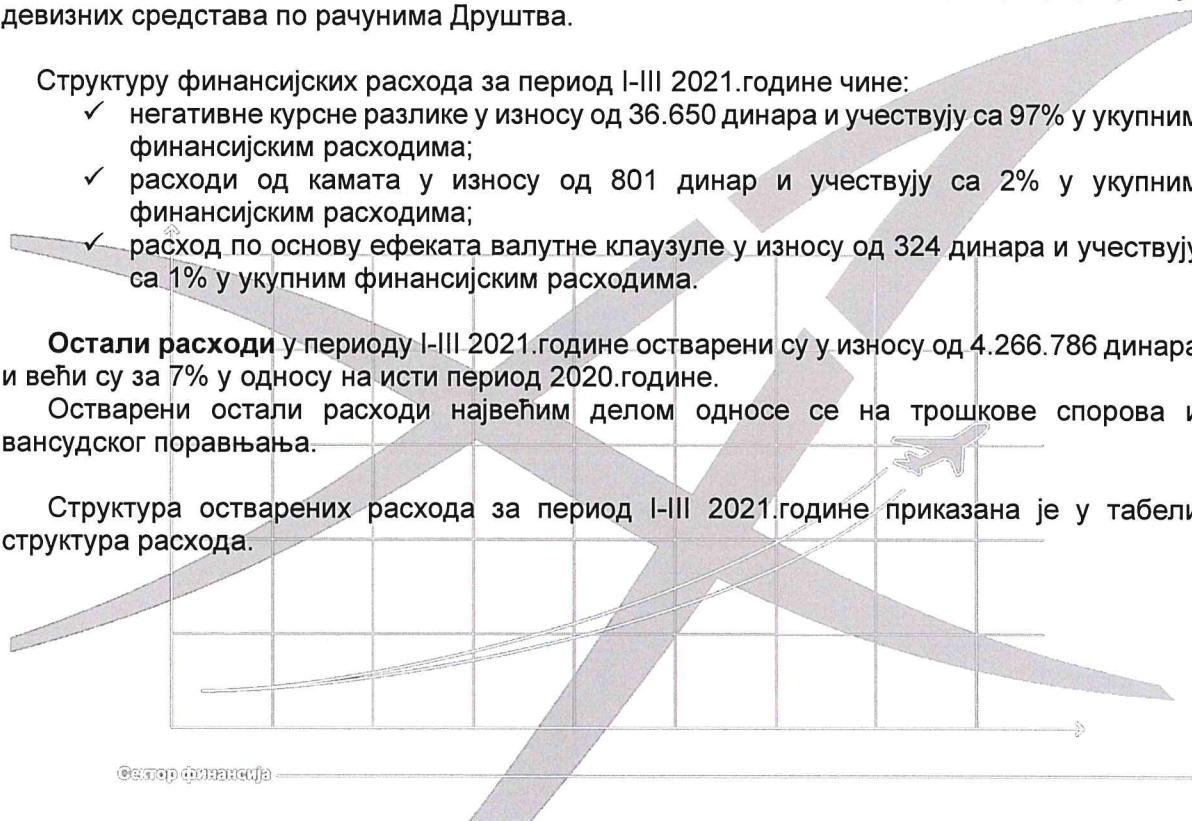 девизних средстава по рачунима Друштва.
Структуру финансијских расхода за период I-III 2021.године чине:
✓ негативне курсне разлике у износу од 36.650 динара и учествују са 97% у укупним
финансијским расходима;
✓ расходи од камата у износу од 801 динар и учествују са 2% у укупним
финансијским расходима;
✓ расход по основу ефеката валутне клаузуле у износу од 324 динара и учествују
са 1% у укупним финансијским расходима.
Остали расходи у периоду I-III 2021.године остварени су у износу од 4.266.786 динара
и већи су за 7% у односу на исти период 2020.године.
Остварени остали расходи највећим делом односе се на трошкове спорова и
вансудског поравњања.
Структура остварених расхода за период I-III 2021.године приказана је у табели
структура расхода.
Сектор финансија